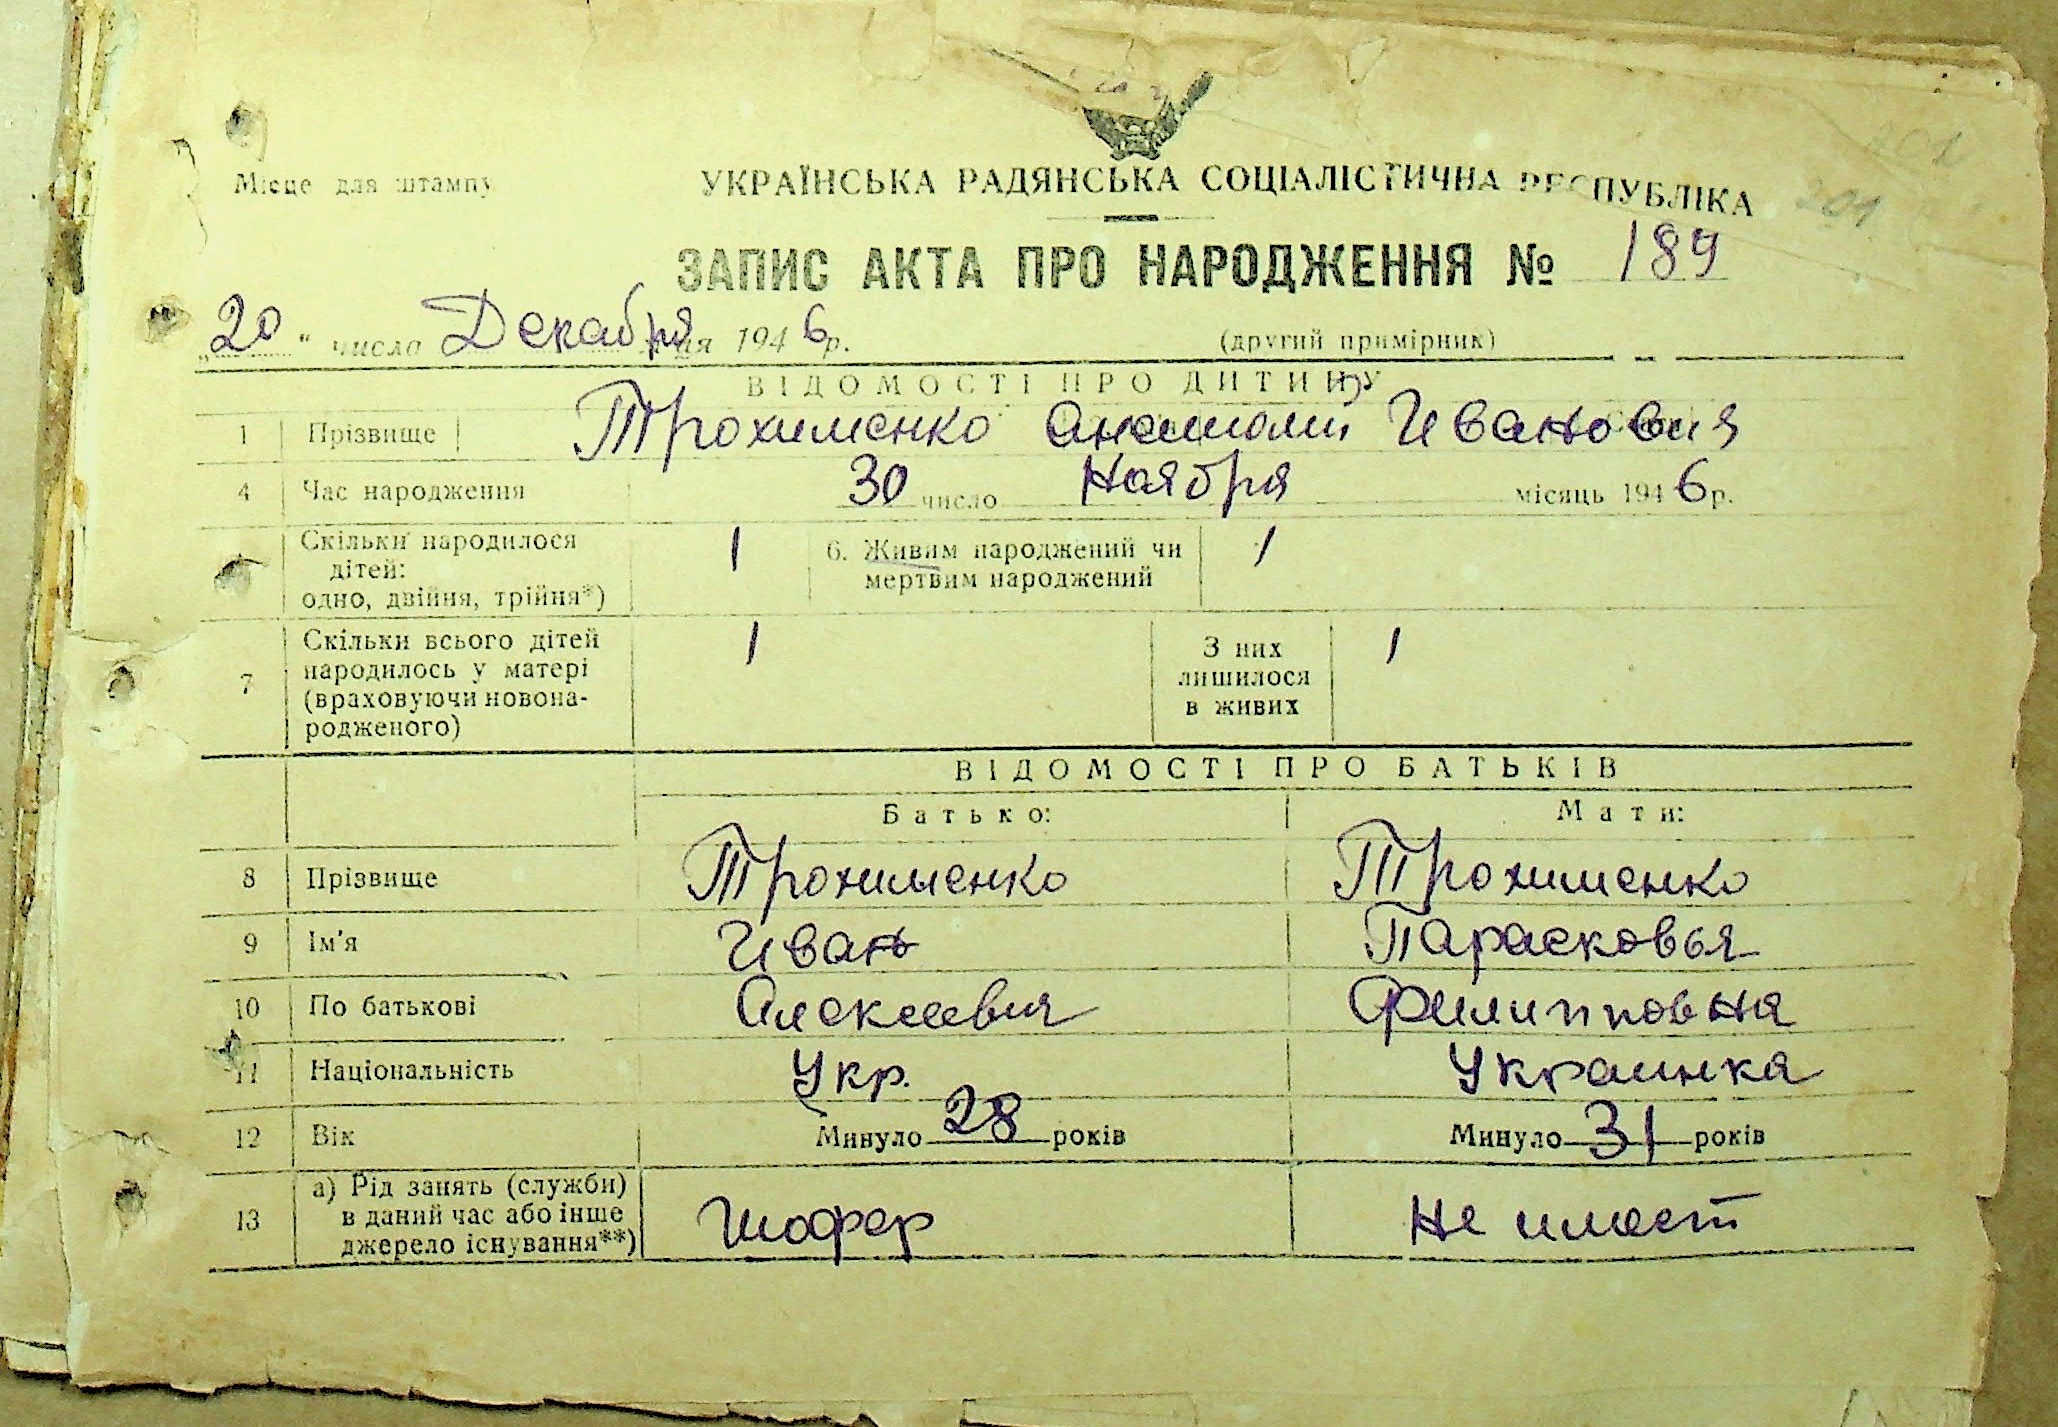 Місце для штампу
УКРАЇНСЬКА РАДЯНСЬКА СОЦІАЛІСТИЧНА РЕСПУБЛІКА
201
ЗАПИС АКТА ПРО НАРОДЖЕННЯ № 189
„20“ число Декабря 1946 р.
(другий примірник)
ВІДОМОСТІ ПРО ДИТИНУ
1 Прізвище Трохименко Анатолий Иванович
4 Час народження 30 число Ноября місяць 1946 р.
Скільки народилося дітей: одно, двійня, трійня*) 1 6. Живим народжений чи мертвим народжений 1
7 Скільки всього дітей народилось у матері (враховуючи новонародженого) 1 З них лишилося в живих 1
ВІДОМОСТІ ПРО БАТЬКІВ
Батько: Мати:
8 Прізвище Трохименко Трохименко
9 Ім'я Иван Парасковья
10 По батькові Алексеевич Филипповна
11 Національність Укр. Украинка
12 Вік Минуло 28 років Минуло 31 років
13 а) Рід занять (служби) в даний час або інше джерело існування**) Шофер Не имеет